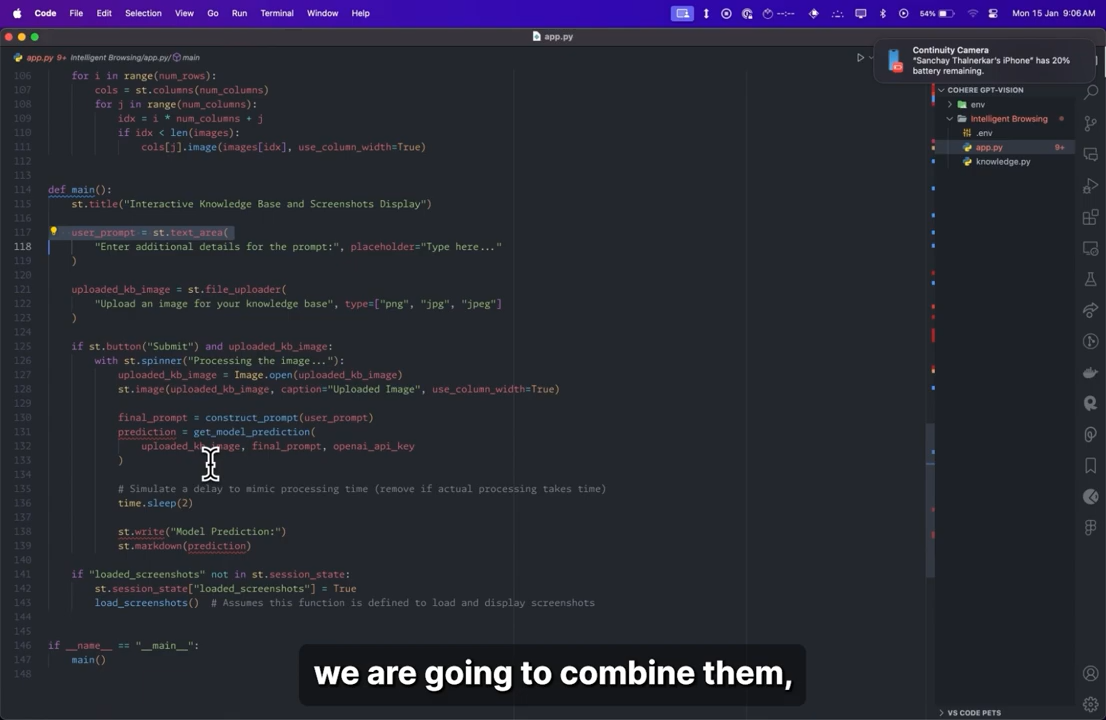 Code File Edit Selection View Go Run Terminal Window Help
--:-- 54% Mon 15 Jan 9:06 AM
app.py
app.py 9+ Intelligent Browsing/app.py/ main
Continuity Camera
"Sanchay Thalnerkar's iPhone" has 20%
battery remaining.
106 for i in range(num_rows):
107 cols = st.columns(num_columns)
108 for j in range(num_columns):
109 idx = i * num_columns + j
110 if idx < len(images):
111 cols[j].image(images[idx], use_column_width=True)
112
113
114 def main():
115 st.title("Interactive Knowledge Base and Screenshots Display")
116
117 user_prompt = st.text_area(
118 "Enter additional details for the prompt:", placeholder="Type here..."
119 )
120
121 uploaded_kb_image = st.file_uploader(
122 "Upload an image for your knowledge base", type=["png", "jpg", "jpeg"]
123 )
124
125 if st.button("Submit") and uploaded_kb_image:
126 with st.spinner("Processing the image..."):
127 uploaded_kb_image = Image.open(uploaded_kb_image)
128 st.image(uploaded_kb_image, caption="Uploaded Image", use_column_width=True)
129
130 final_prompt = construct_prompt(user_prompt)
131 prediction = get_model_prediction(
132 uploaded_kb_image, final_prompt, openai_api_key
133 )
134
135 # Simulate a delay to mimic processing time (remove if actual processing takes time)
136 time.sleep(2)
137
138 st.write("Model Prediction:")
139 st.markdown(prediction)
140
141 if "loaded_screenshots" not in st.session_state:
142 st.session_state["loaded_screenshots"] = True
143 load_screenshots() # Assumes this function is defined to load and display screenshots
144
145
146 if __name__ == "__main__":
147 main()
148
COHERE GPT-VISION
env
Intelligent Browsing
.env
app.py 9+
knowledge.py
VS CODE PETS
we are going to combine them,